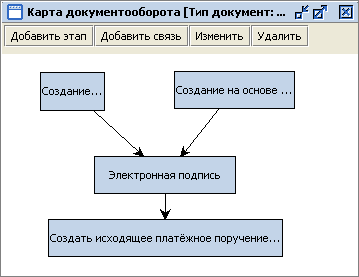 Карта документооборота [Тип документ: ...
Добавить этап
Добавить связь
Изменить
Удалить
Создание...
Создание на основе ...
Электронная подпись
Создать исходящее платёжное поручение...